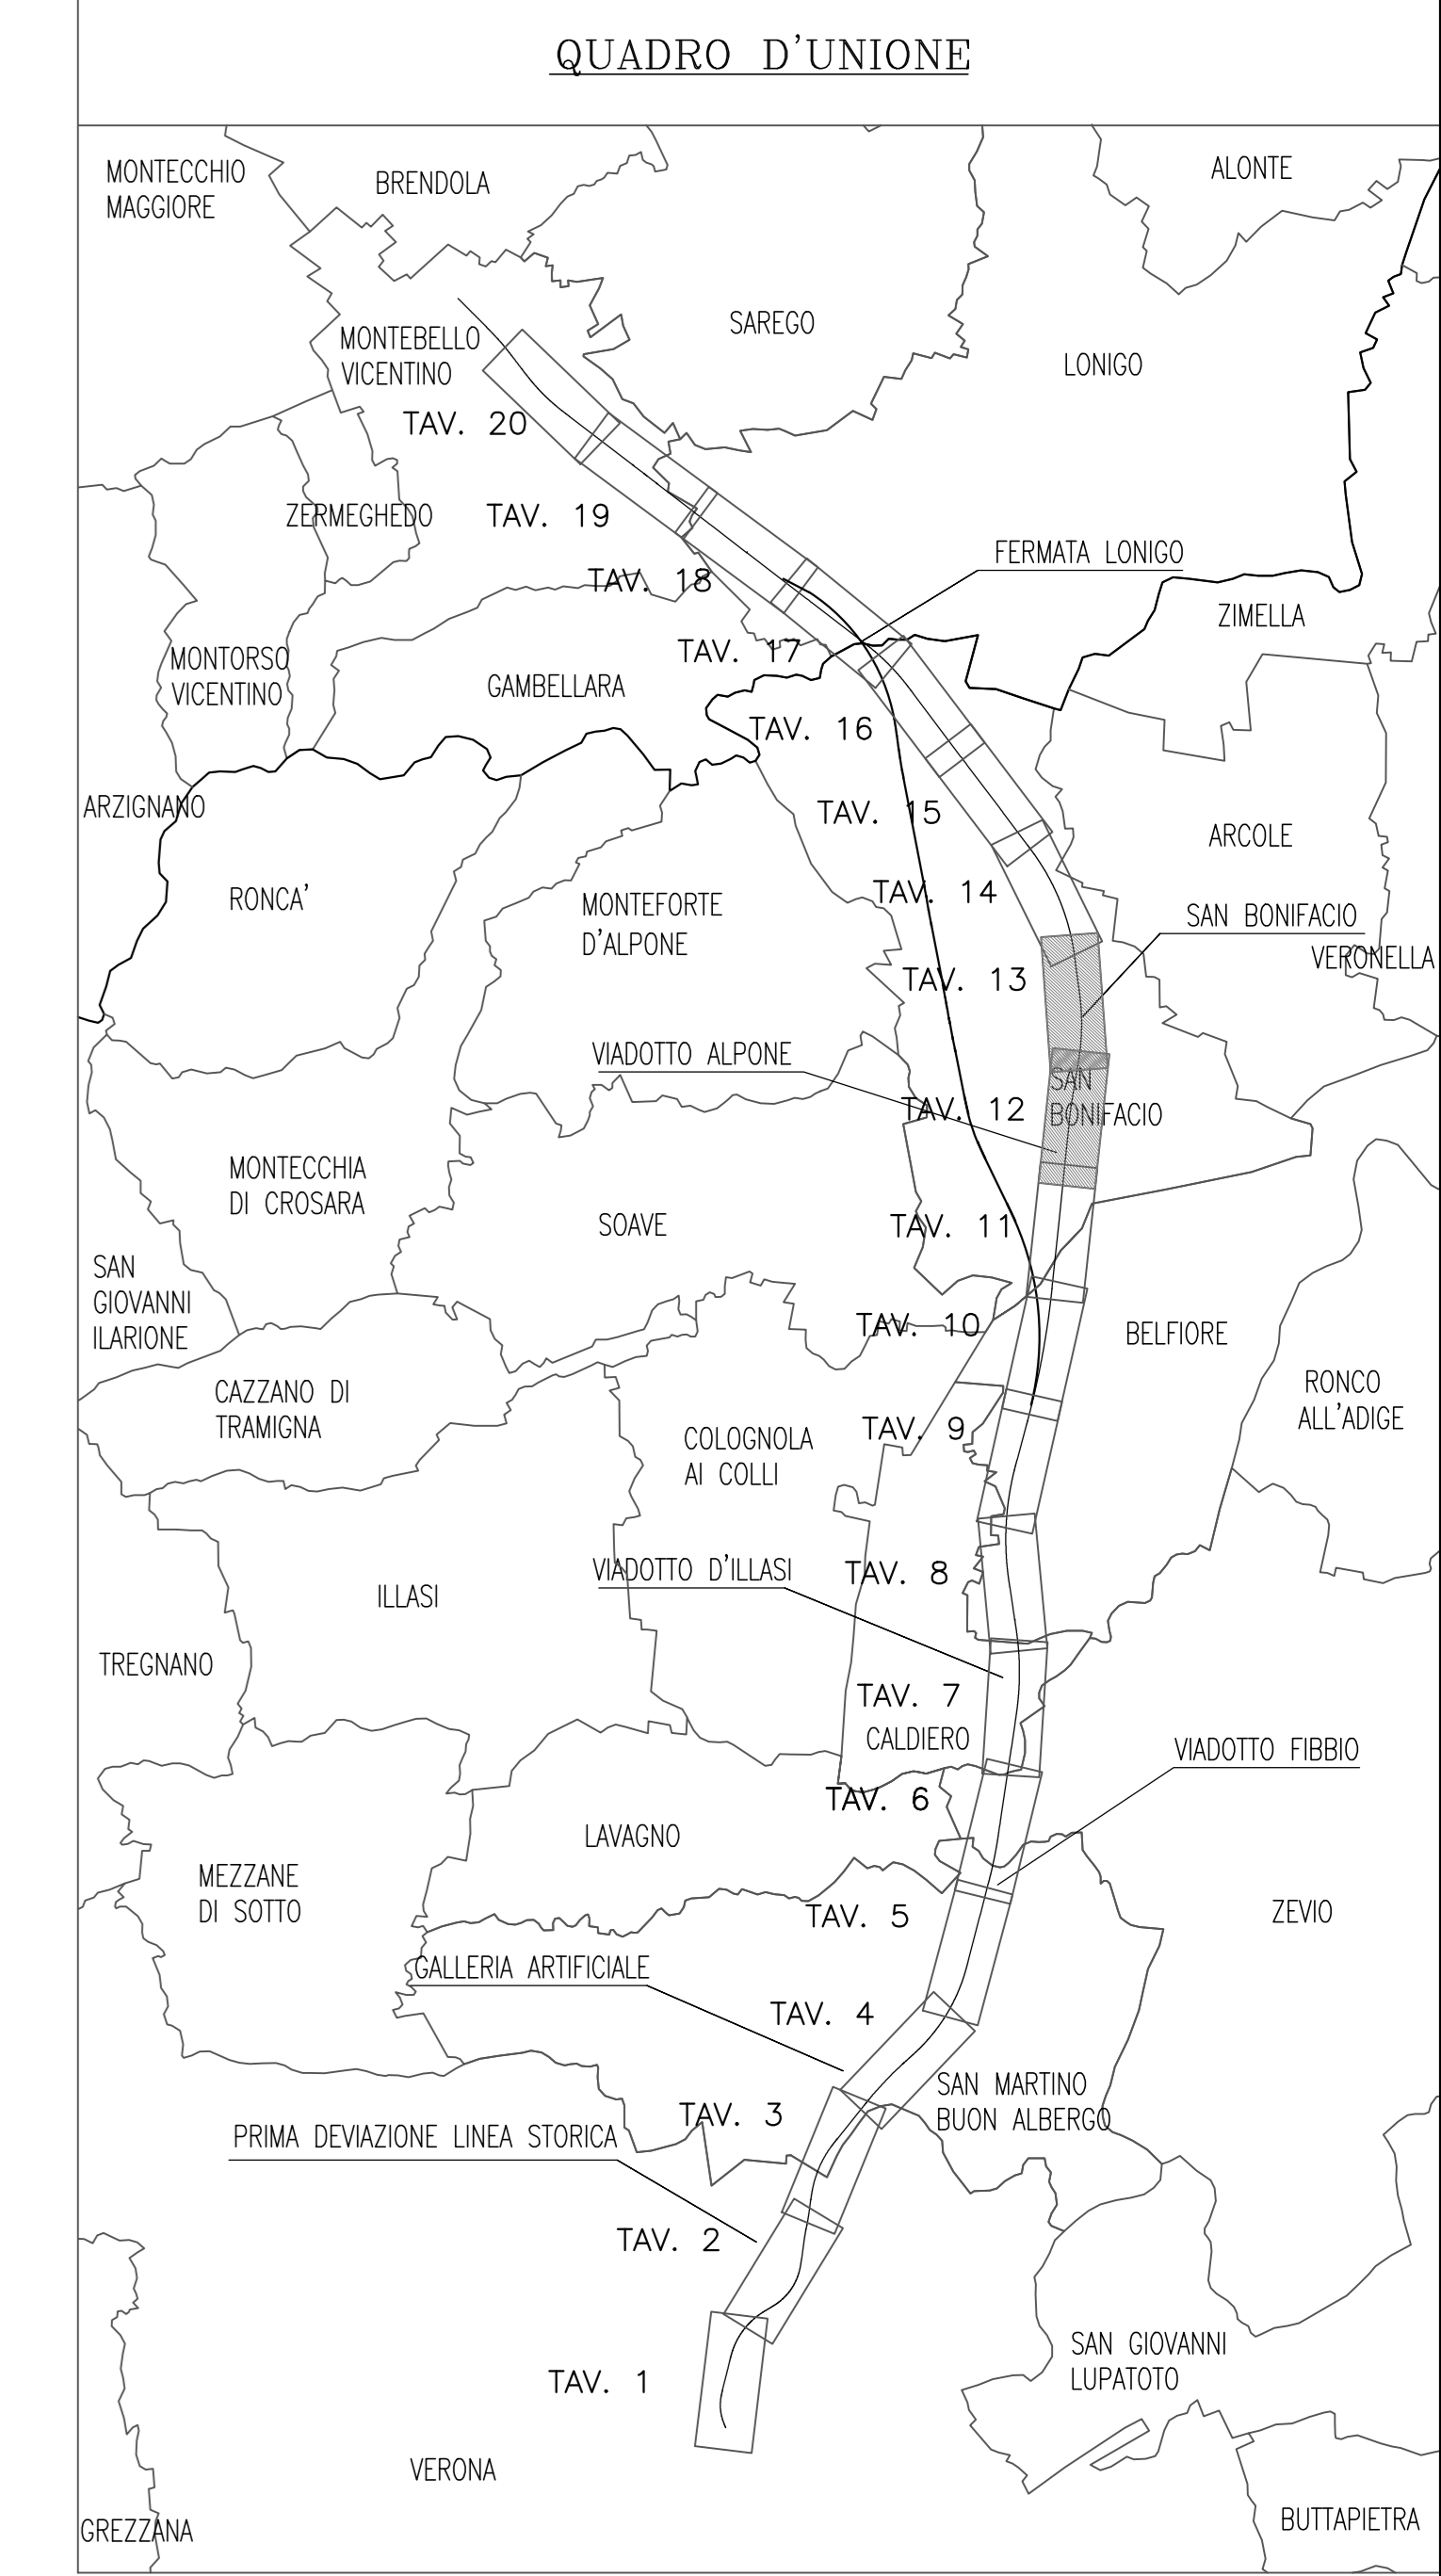 QUADRO D'UNIONE
MONTECCHIO
MAGGIORE
BRENDOLA
ALONTE
SAREGO
MONTEBELLO
VICENTINO
LONIGO
TAV. 20
ZERMEGHEDO
TAV. 19
FERMATA LONIGO
TAV. 18
ZIMELLA
MONTORSO
VICENTINO
TAV. 17
GAMBELLARA
TAV. 16
ARZIGNANO
TAV. 15
ARCOLE
RONCA'
MONTEFORTE
D'ALPONE
TAV. 14
SAN BONIFACIO
VERONELLA
TAV. 13
VIADOTTO ALPONE
SAN
BONIFACIO
TAV. 12
MONTECCHIA
DI CROSARA
SOAVE
TAV. 11
SAN
GIOVANNI
ILARIONE
TAV. 10
BELFIORE
CAZZANO DI
TRAMIGNA
RONCO
ALL'ADIGE
COLOGNOLA
AI COLLI
TAV. 9
VIADOTTO D'ILLASI
TAV. 8
ILLASI
TREGNANO
TAV. 7
CALDIERO
VIADOTTO FIBBIO
TAV. 6
LAVAGNO
MEZZANE
DI SOTTO
TAV. 5
ZEVIO
GALLERIA ARTIFICIALE
TAV. 4
SAN MARTINO
BUON ALBERGO
TAV. 3
PRIMA DEVIAZIONE LINEA STORICA
TAV. 2
SAN GIOVANNI
LUPATOTO
TAV. 1
VERONA
GREZZANA
BUTTAPIETRA